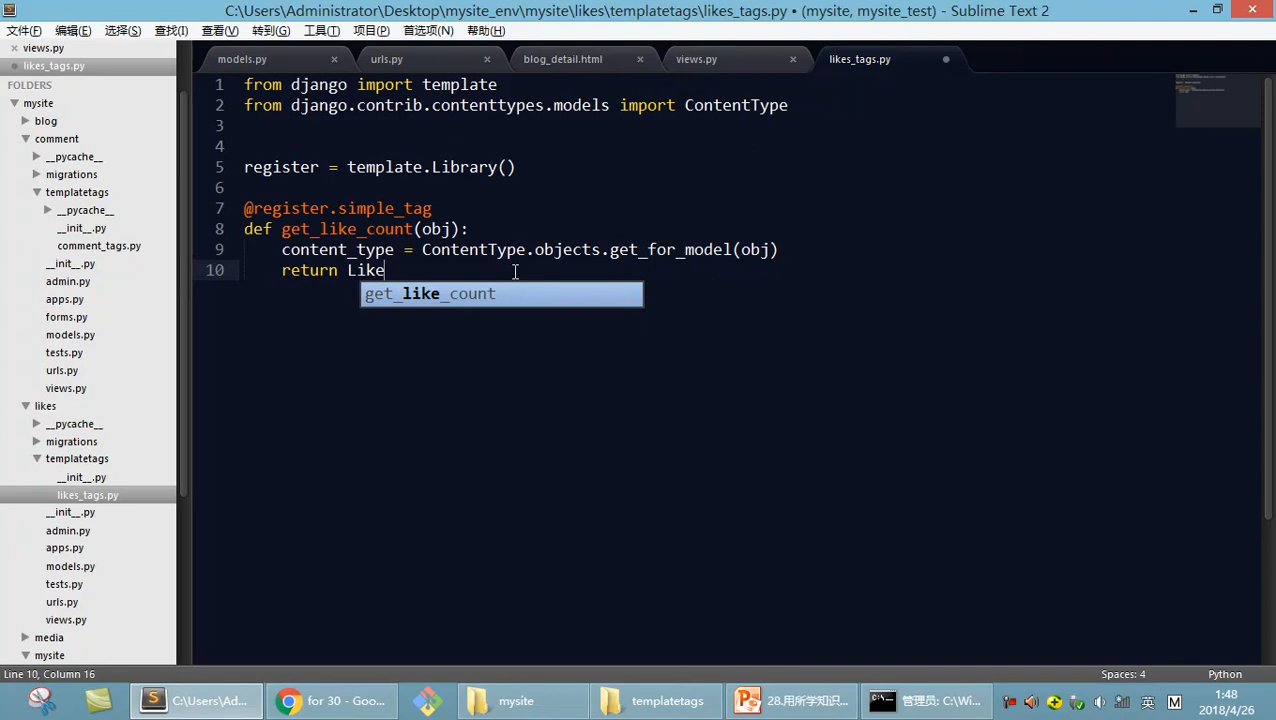 C:\Users\Administrator\Desktop\mysite_env\mysite\likes\templatetags\likes_tags.py • (mysite, mysite_test) - Sublime Text 2
文件(F) 编辑(E) 选择(S) 查找(I) 查看(V) 转到(G) 工具(T) 项目(P) 首选项(N) 帮助(H)
views.py
likes_tags.py
FOLDERS
mysite
blog
comment
__pycache__
migrations
templatetags
__pycache__
__init__.py
comment_tags.py
__init__.py
admin.py
apps.py
forms.py
models.py
tests.py
urls.py
views.py
likes
__pycache__
migrations
templatetags
__init__.py
likes_tags.py
__init__.py
admin.py
apps.py
models.py
tests.py
urls.py
views.py
media
mysite
models.py urls.py blog_detail.html views.py likes_tags.py
1 from django import template
2 from django.contrib.contenttypes.models import ContentType
3
4
5 register = template.Library()
6
7 @register.simple_tag
8 def get_like_count(obj):
9 content_type = ContentType.objects.get_for_model(obj)
10 return Like
get_like_count
Line 10, Column 16 Spaces: 4 Python
C:\Users\Ad... for 30 - Goo... mysite templatetags 28.用所学知识... 管理员: C:\Wi... 英 M
1:48
2018/4/26